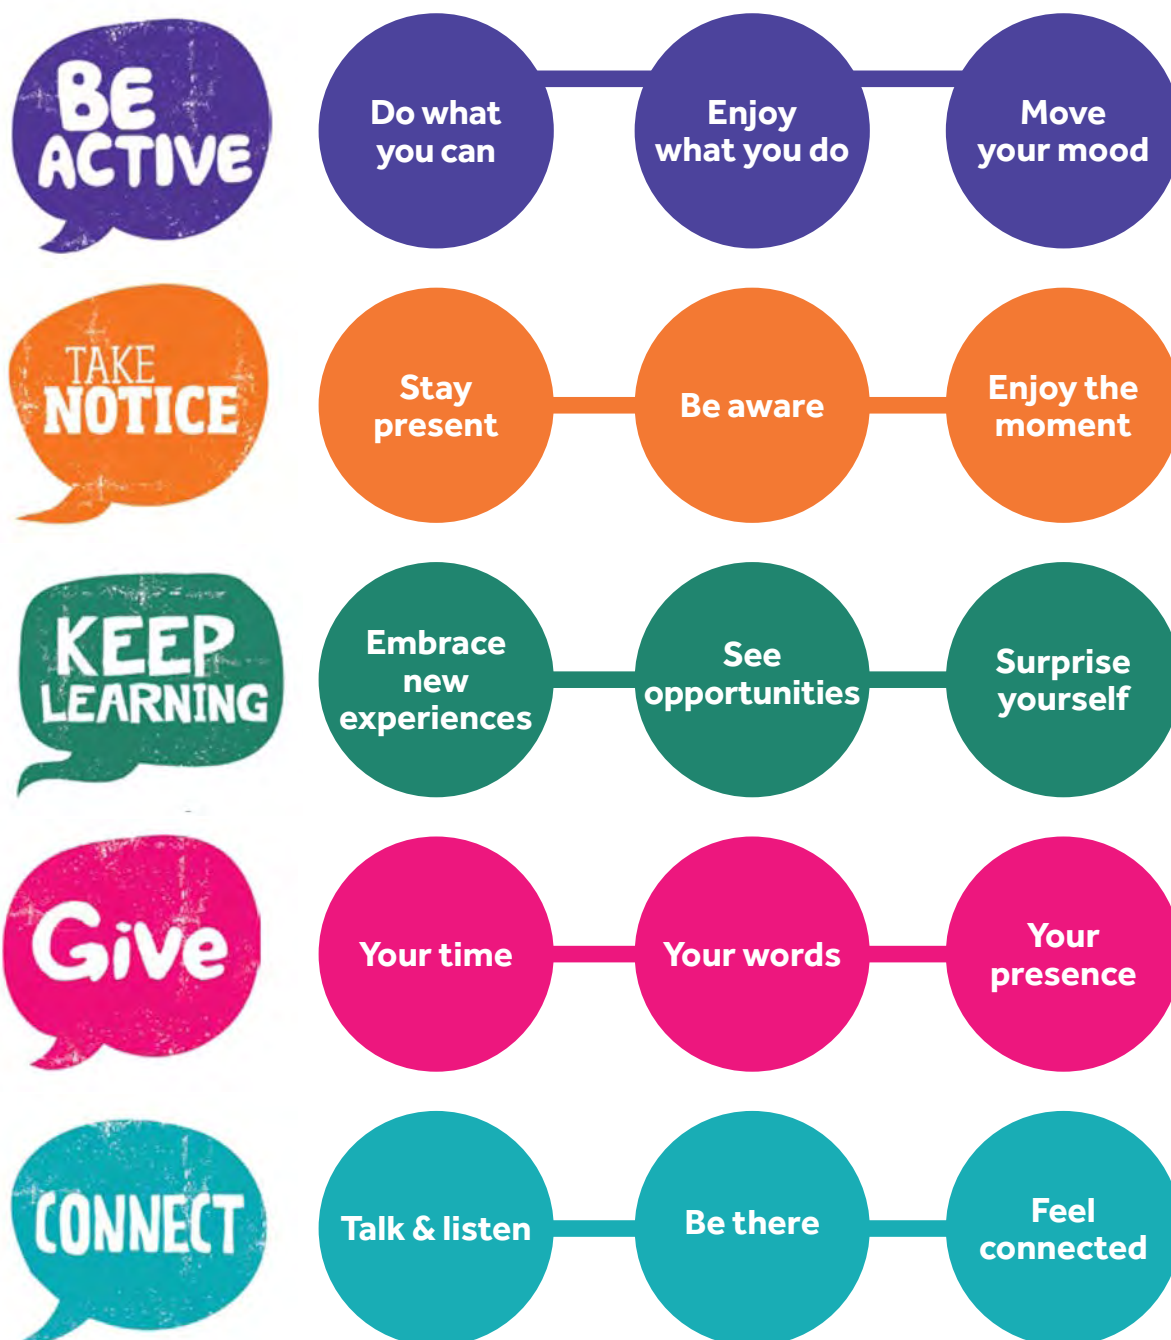 BE
ACTIVE
Do what
you can
Enjoy
what you do
Move
your mood
TAKE
NOTICE
Stay
present
Be aware
Enjoy the
moment
KEEP
LEARNING
Embrace
new
experiences
See
opportunities
Surprise
yourself
Give
Your time
Your words
Your
presence
CONNECT
Talk & listen
Be there
Feel
connected